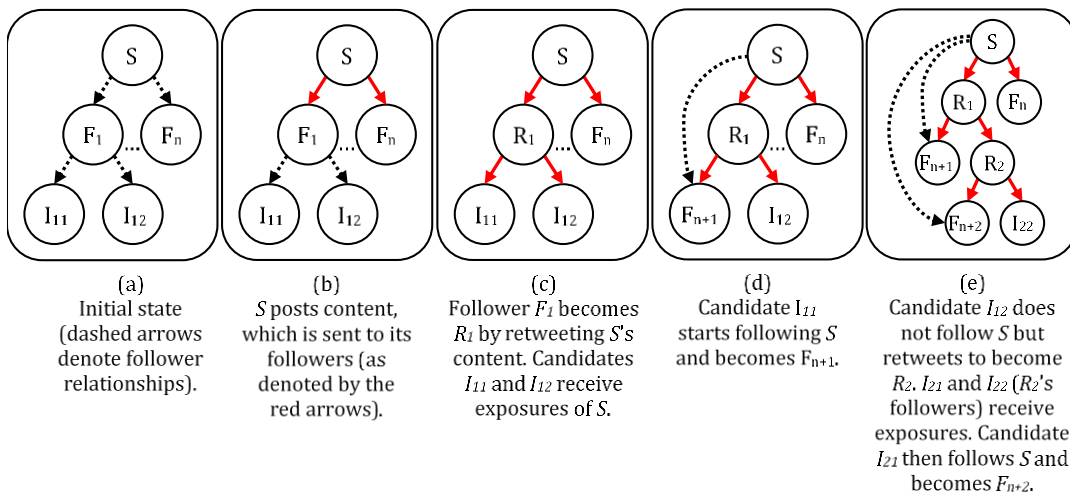 S
F1
...
Fn
I11
I12
(a)
Initial state
(dashed arrows
denote follower
relationships).
S
F1
...
Fn
I11
I12
(b)
S posts content,
which is sent to its
followers (as
denoted by the
red arrows).
S
R1
...
Fn
I11
I12
(c)
Follower F1 becomes
R1 by retweeting S's
content. Candidates
I11 and I12 receive
exposures of S.
S
R1
...
Fn
Fn+1
I12
(d)
Candidate I11
starts following S
and becomes Fn+1.
S
R1
Fn
Fn+1
R2
Fn+2
I22
(e)
Candidate I12 does
not follow S but
retweets to become
R2. I21 and I22 (R2's
followers) receive
exposures. Candidate
I21 then follows S and
becomes Fn+2.